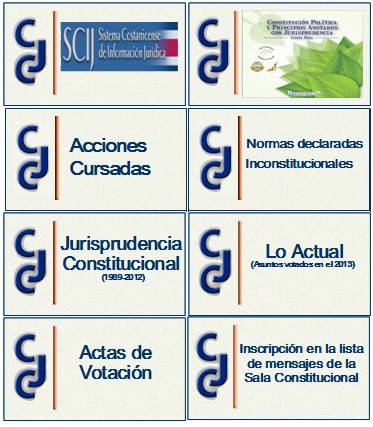 SCIJ
Sistema Costarricense
de Información Jurídica
CONSTITUCIÓN POLÍTICA
Y PRINCIPIOS ANOTADOS
CON JURISPRUDENCIA
COSTA RICA
Acciones
Cursadas
Normas declaradas
Inconstitucionales
Jurisprudencia
Constitucional
(1989-2012)
Lo Actual
(Asuntos votados en el 2013)
Actas de
Votación
Inscripción en la lista
de mensajes de la
Sala Constitucional